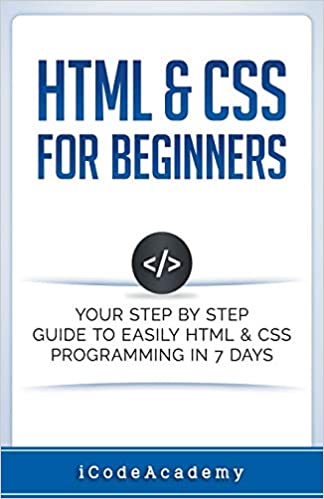 HTML & CSS
FOR BEGINNERS
</>
YOUR STEP BY STEP
GUIDE TO EASILY HTML & CSS
PROGRAMMING IN 7 DAYS
iCodeAcademy